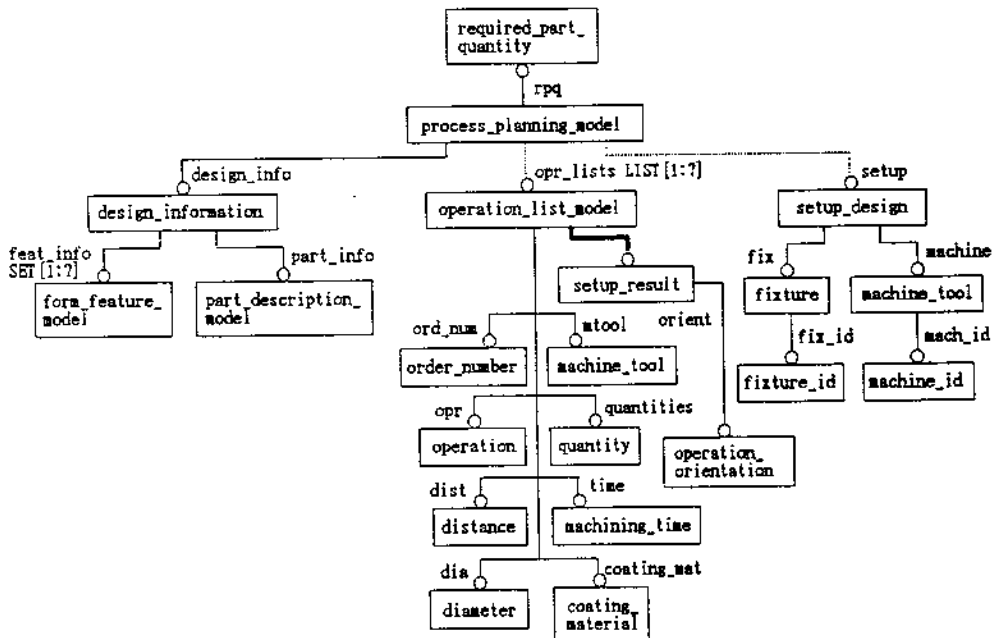 required_part_
quantity
rpq
process_planning_model
design_info
opr_lists LIST[1:?]
setup
design_information
operation_list_model
setup_design
feat_info
SET[1:?]
part_info
fix
machine
form_feature_
model
part_description_
model
setup_result
fixture
machine_tool
ord_num
mtool
orient
fix_id
mach_id
order_number
machine_tool
fixture_id
machine_id
opr
quantities
operation
quantity
operation_
orientation
dist
time
distance
machining_time
dia
coating_mat
diameter
coating_
material